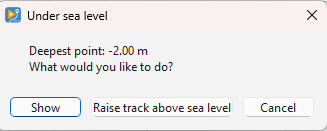 Under sea level
Deepest point: -2.00 m
What would you like to do?
Show
Raise track above sea level
Cancel